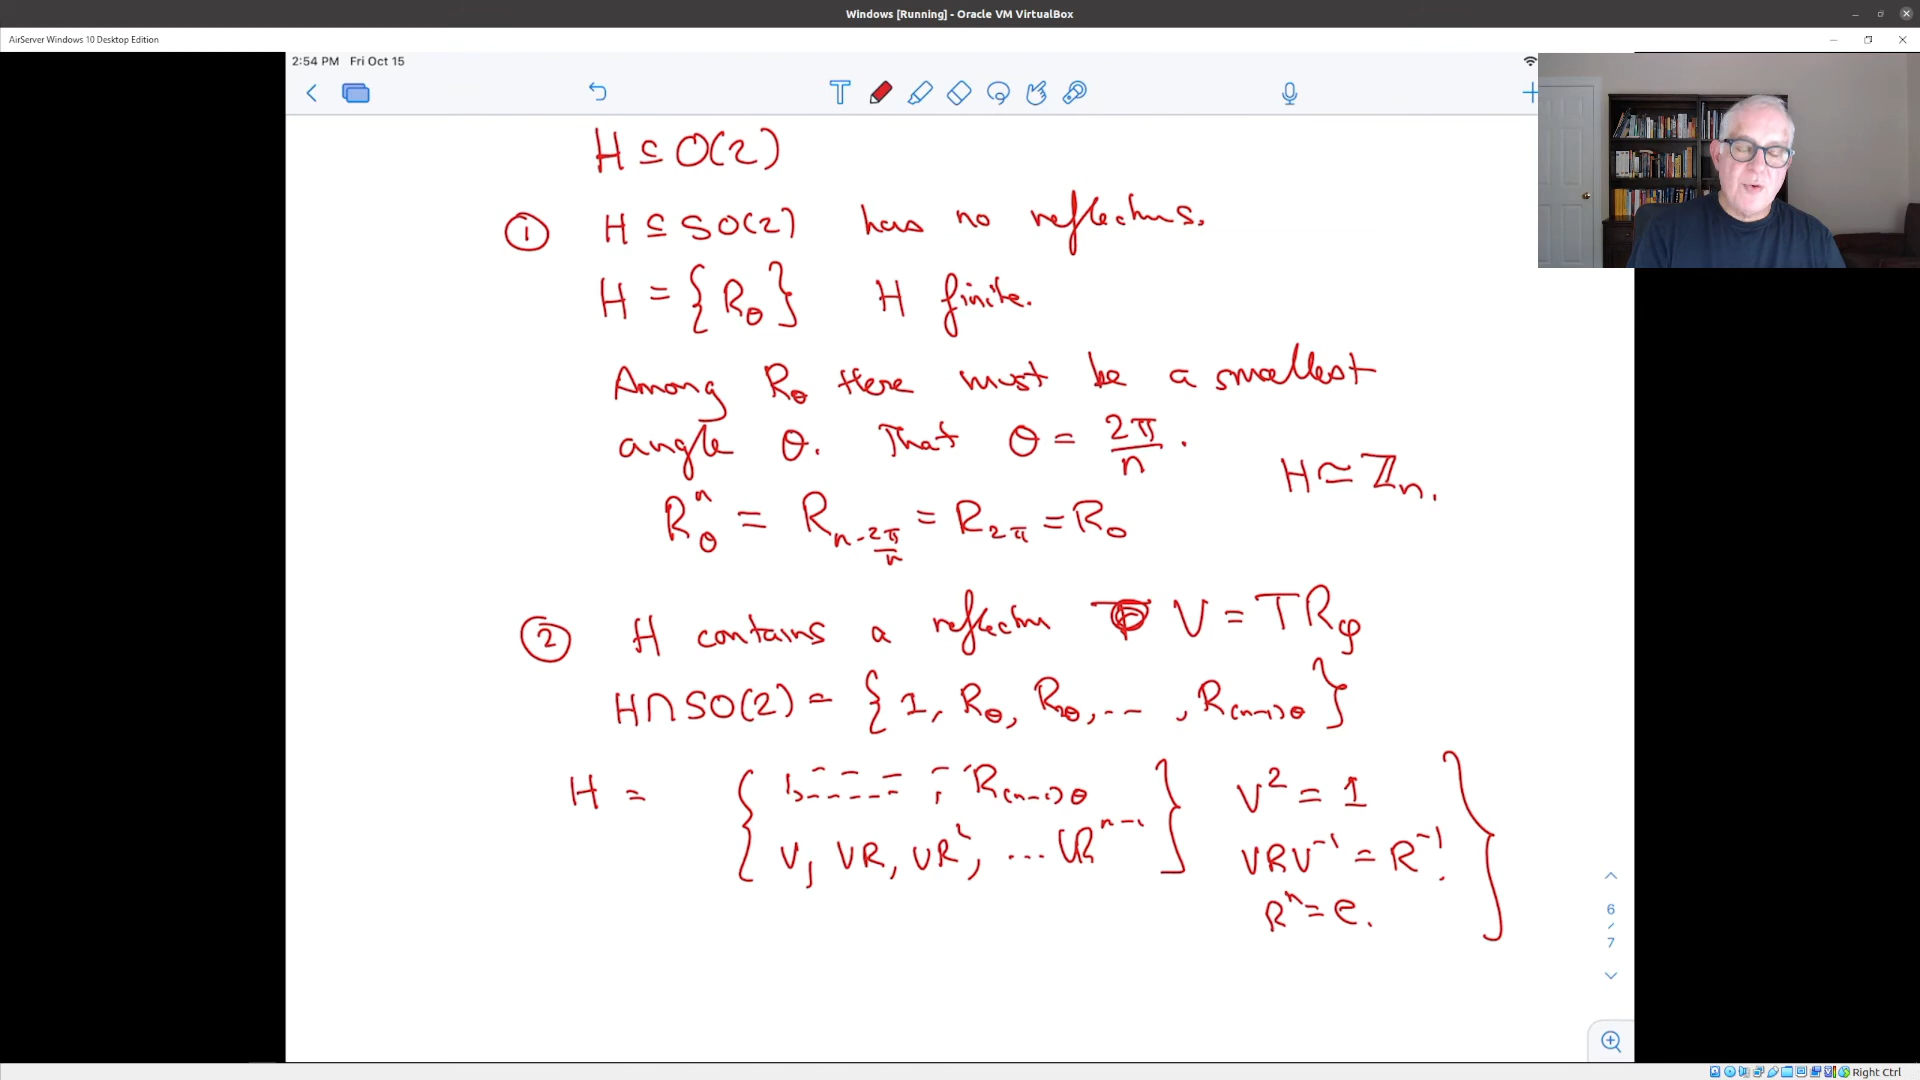 Windows [Running] - Oracle VM VirtualBox
AirServer Windows 10 Desktop Edition
2:54 PM Fri Oct 15
T
H ⊆ O(2)
① H ⊆ SO(2) has no reflections.
H = {R_θ} H finite.
Among R_θ there must be a smallest
angle θ. That θ = 2π/n.
H ≃ ℤ_n.
R_θ^n = R_{n·2π/n} = R_{2π} = R_0
② H contains a reflection V = TR_φ
H∩SO(2) = {1, R_θ, R_{2θ}, ... , R_{(n-1)θ}}
H = { 1, ---- , R_{(n-1)θ} V² = 1
V, VR, VR², ... VR^{n-1} } VRV⁻¹ = R⁻¹.
R^n = e. }
6
/
7
Right Ctrl